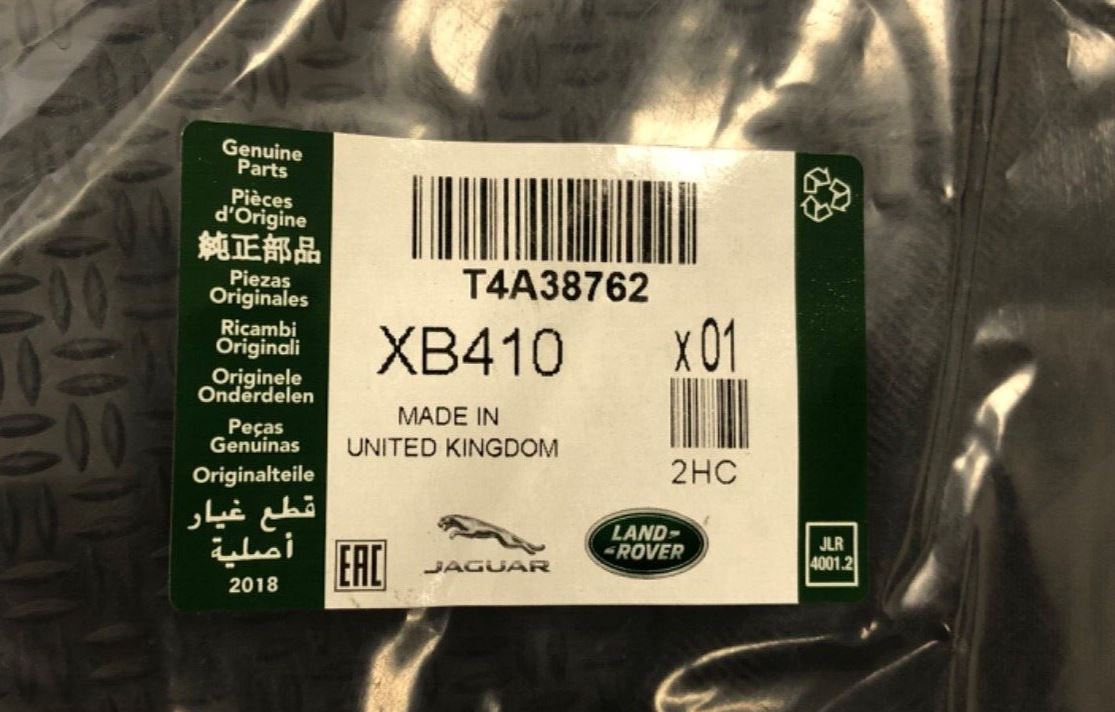 Genuine
Parts
Pièces
d'Origine
純正部品
Piezas
Originales
Ricambi
Originali
Originele
Onderdelen
Peças
Genuinas
Originalteile
قطع غيار
أصلية
2018
T4A38762
XB410
x01
MADE IN
UNITED KINGDOM
2HC
EAC
JAGUAR
LAND-
-ROVER
JLR
4001.2